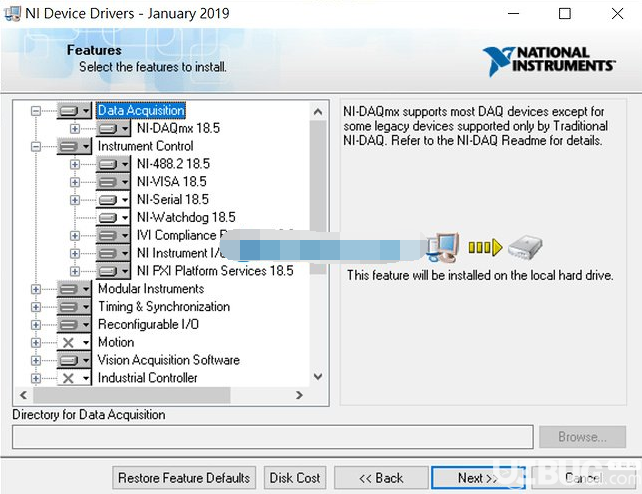 NI Device Drivers - January 2019
Features
Select the features to install.
NATIONAL
INSTRUMENTS
Data Acquisition
NI-DAQmx 18.5
Instrument Control
NI-488.2 18.5
NI-VISA 18.5
NI-Serial 18.5
NI-Watchdog 18.5
IVI Compliance
NI Instrument I/O
NI PXI Platform Services 18.5
Modular Instruments
Timing & Synchronization
Reconfigurable I/O
Motion
Vision Acquisition Software
Industrial Controller
NI-DAQmx supports most DAQ devices except for
some legacy devices supported only by Traditional
NI-DAQ. Refer to the NI-DAQ Readme for details.
This feature will be installed on the local hard drive.
Directory for Data Acquisition
Browse...
Restore Feature Defaults
Disk Cost
<< Back
Next >>
Cancel